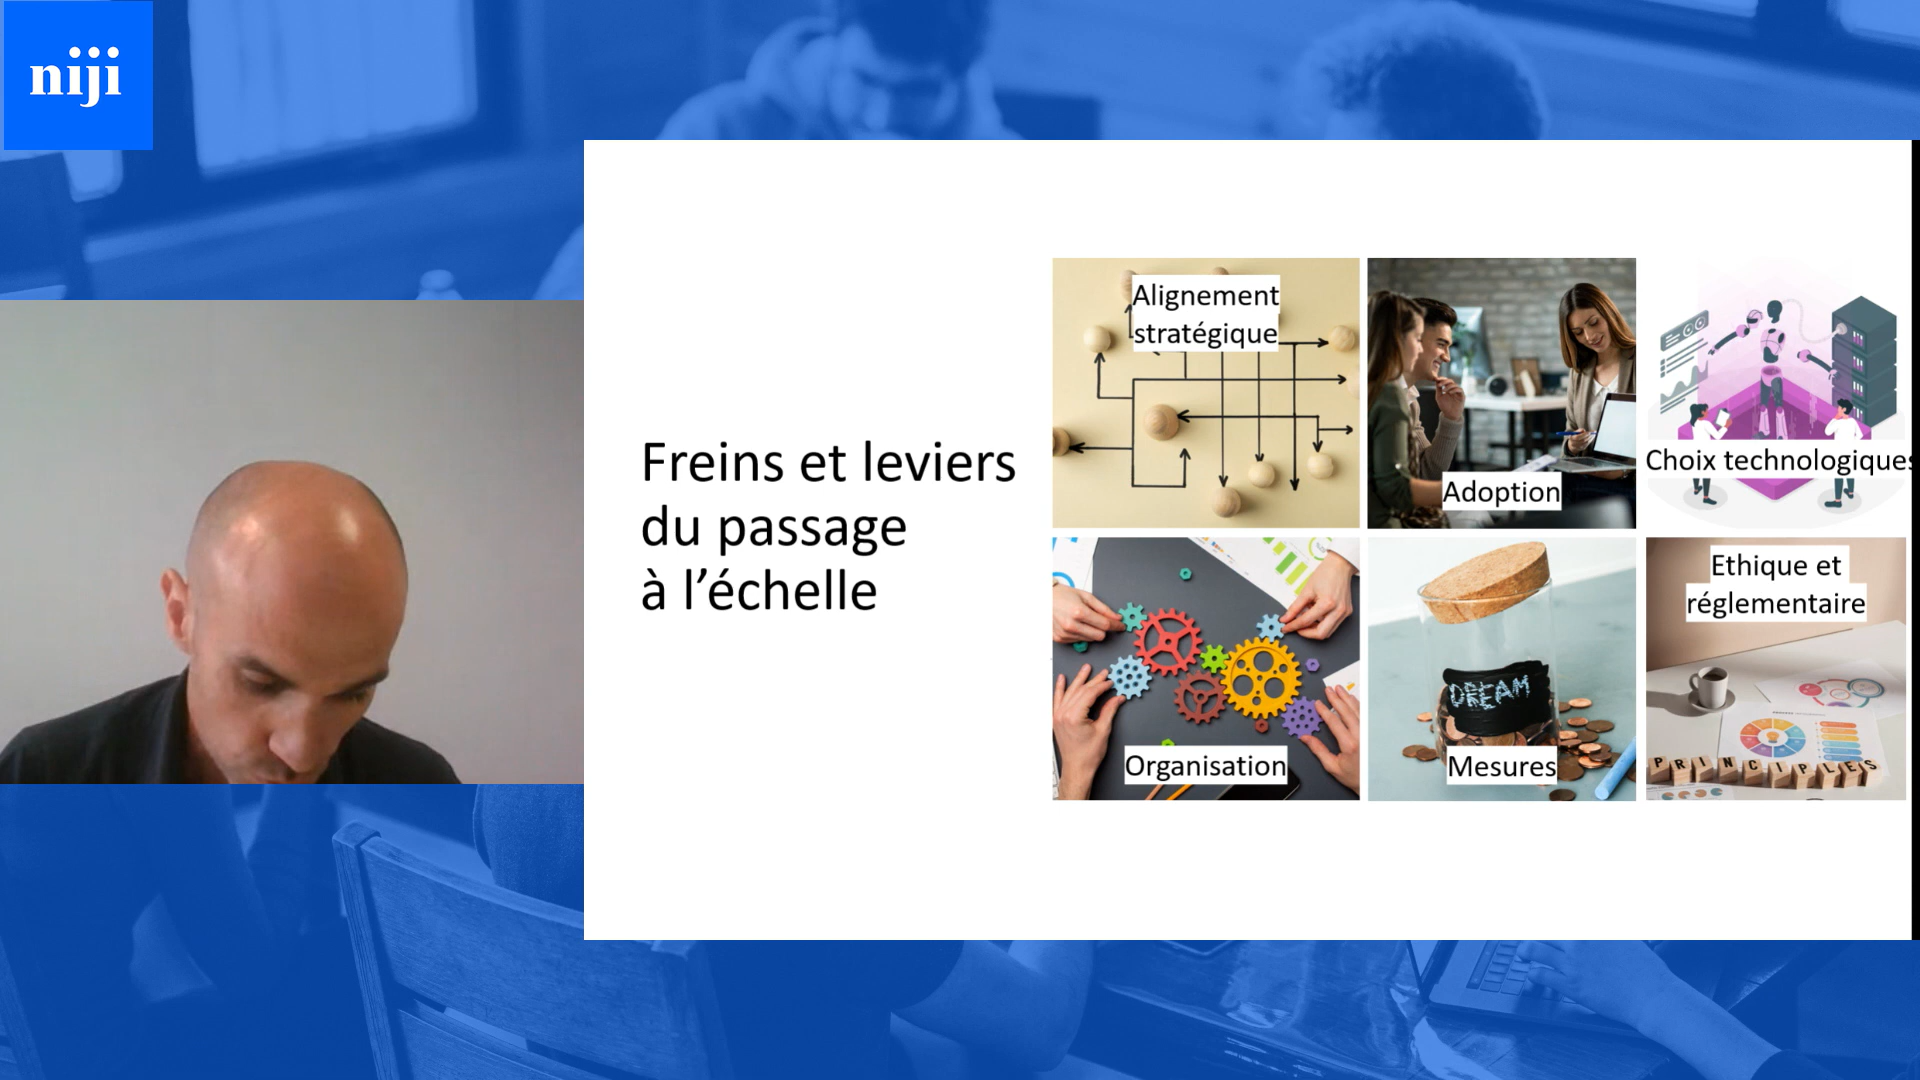 niji
Freins et leviers
du passage
à l’échelle
Alignement
stratégique
Adoption
Choix technologiques
Organisation
DREAM
Mesures
Ethique et
réglementaire
PRINCIPLES